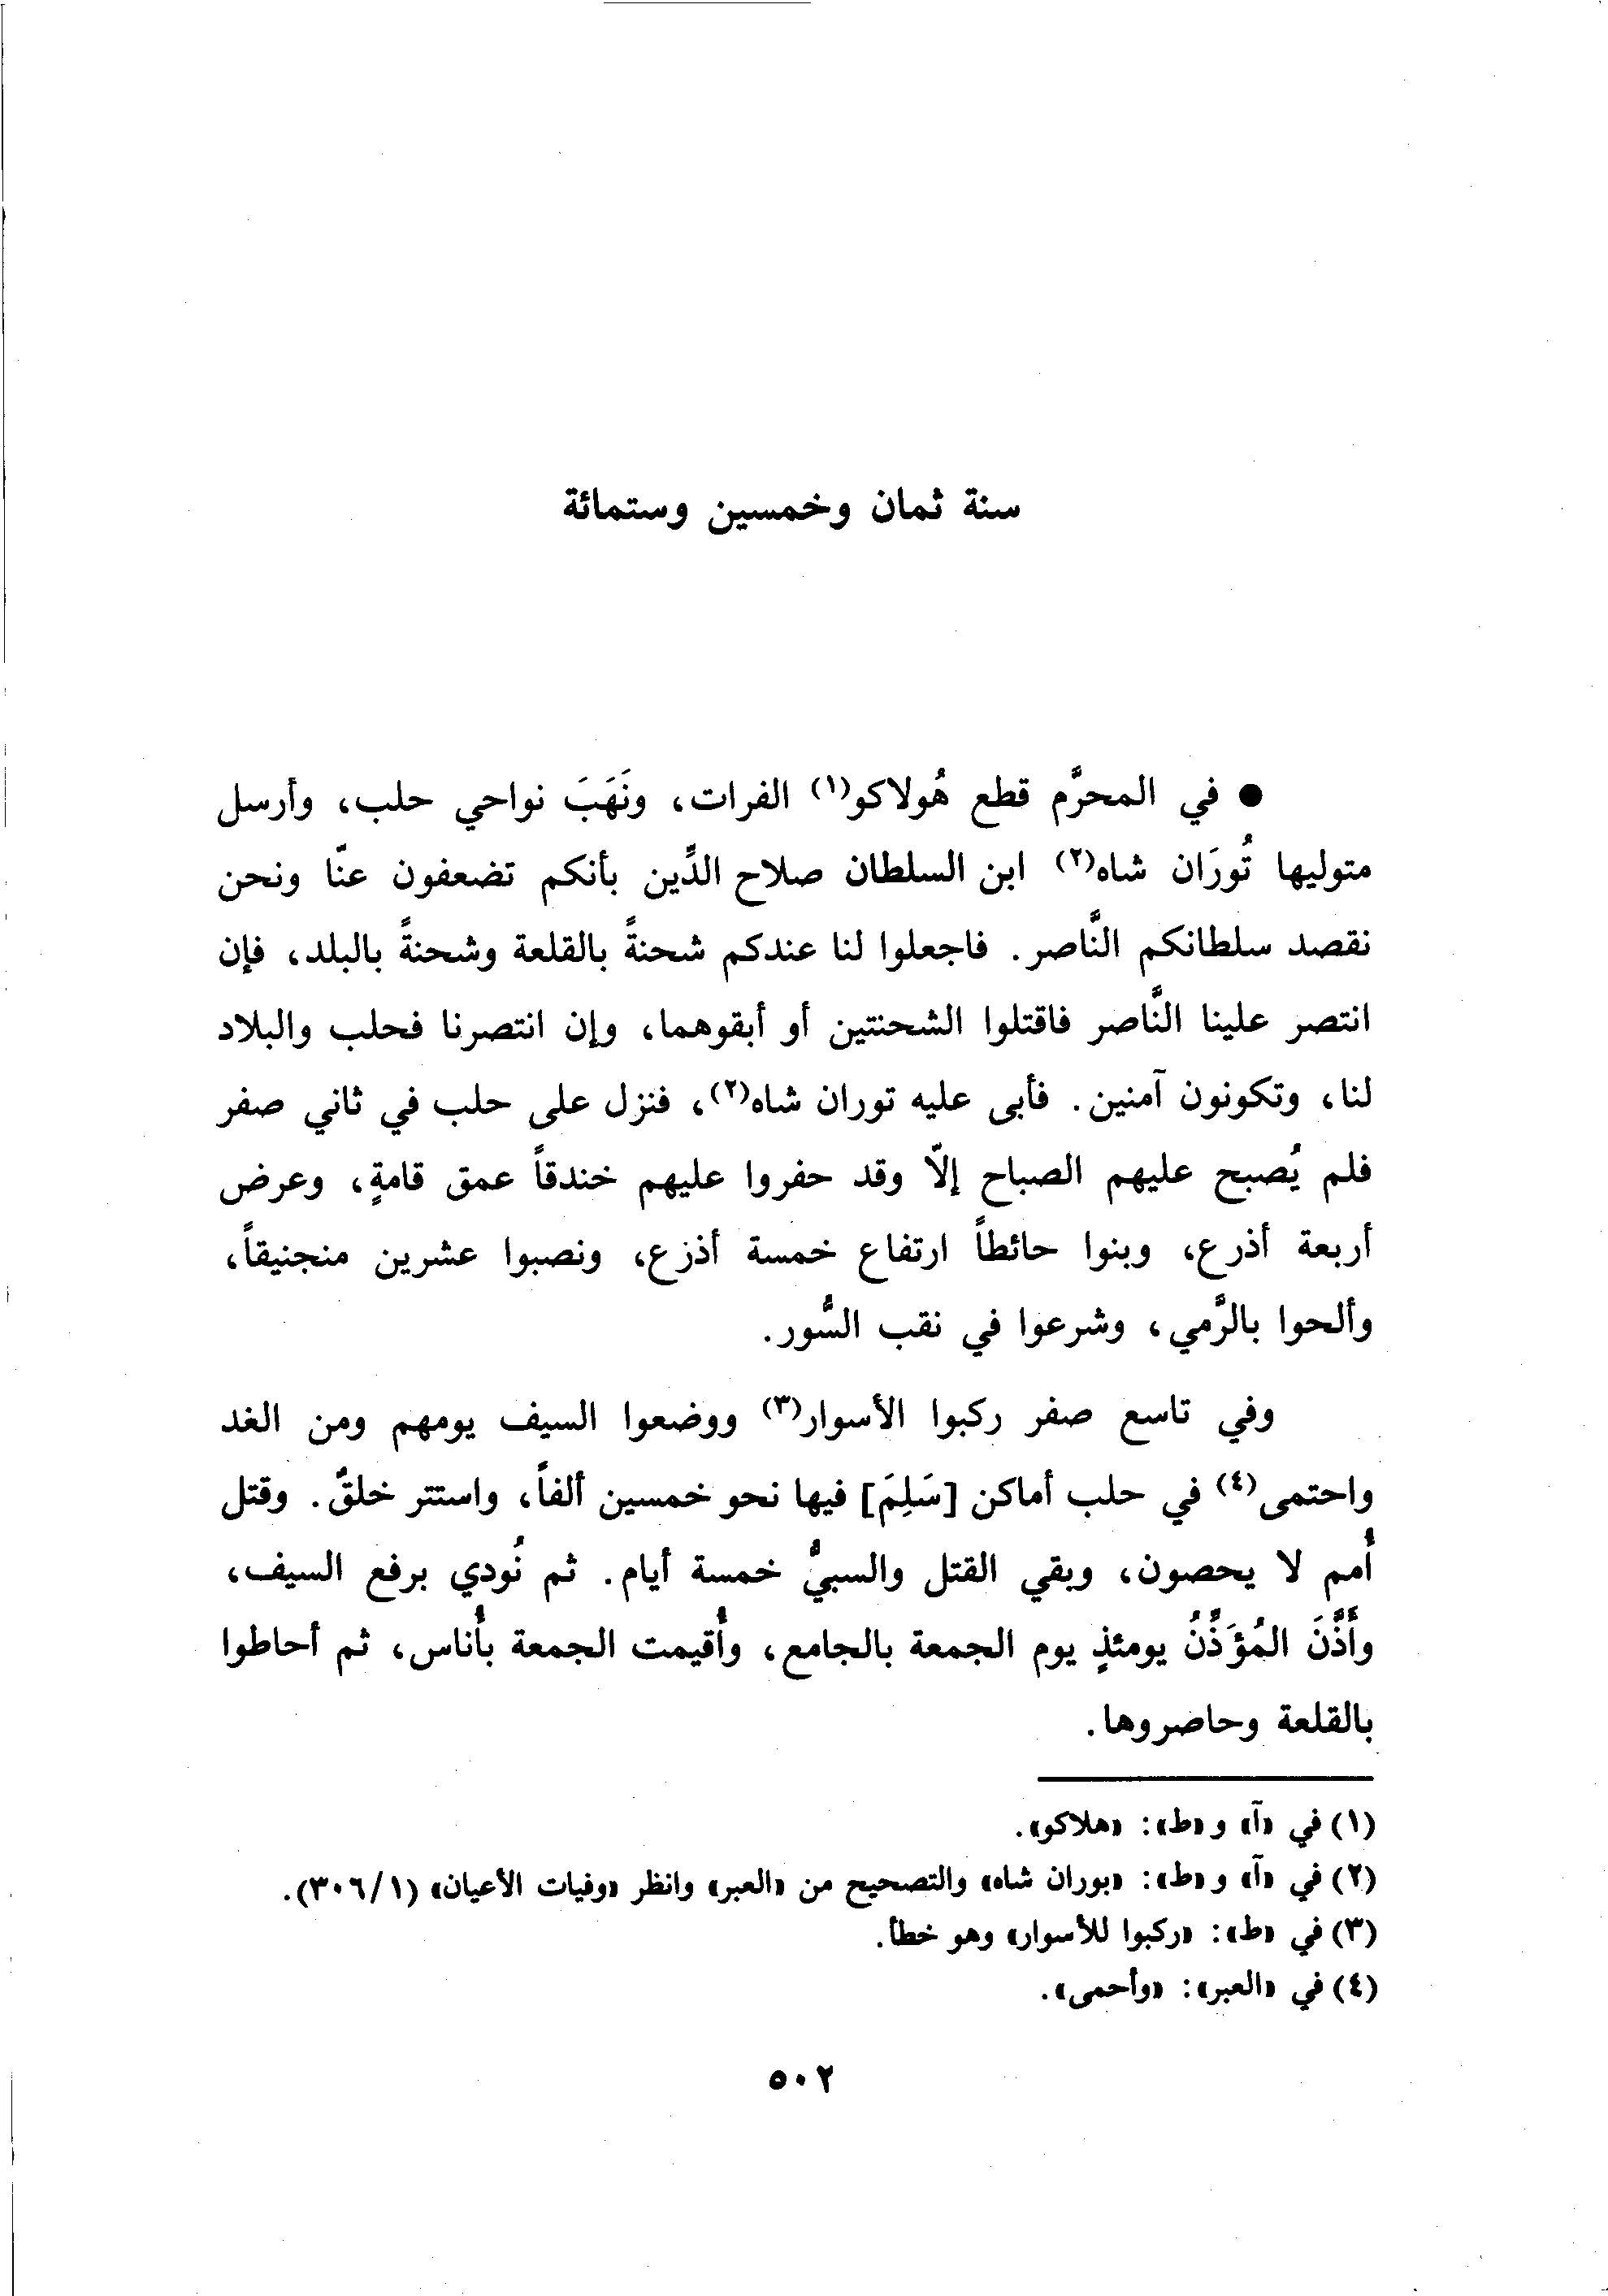 سنة ثمان وخمسين وستمائة
● في المحرَّم قطع هُولاكو(١) الفرات، ونَهَبَ نواحي حلب، وأرسل
متوليها تُورَان شاه(٢) ابن السلطان صلاح الدِّين بأنكم تضعفون عنّا ونحن
نقصد سلطانكم النَّاصر. فاجعلوا لنا عندكم شحنةً بالقلعة وشحنةً بالبلد، فإن
انتصر علينا النَّاصر فاقتلوا الشحنتين أو أبقوهما، وإن انتصرنا فحلب والبلاد
لنا، وتكونون آمنين. فأبى عليه توران شاه(٢)، فنزل على حلب في ثاني صفر
فلم يُصبح عليهم الصباح إلّا وقد حفروا عليهم خندقاً عمق قامةٍ، وعرض
أربعة أذرع، وبنوا حائطاً ارتفاع خمسة أذزع، ونصبوا عشرين منجنيقاً،
وألحوا بالرَّمي، وشرعوا في نقب السُّور.
وفي تاسع صفر ركبوا الأسوار(٣) ووضعوا السيف يومهم ومن الغد
واحتمى(٤) في حلب أماكن [سَلِمَ] فيها نحو خمسين ألفاً، واستتر خلقٌ. وقتل
أُمم لا يحصون، وبقي القتل والسبيُّ خمسة أيام. ثم نُودي برفع السيف،
وأَذَّنَ المُؤَذِّنُ يومئذٍ يوم الجمعة بالجامع، وأُقيمت الجمعة بأُناس، ثم أحاطوا
بالقلعة وحاصروها.
(١) في «آ» و «ط»: «هلاكو».
(٢) في «آ» و «ط»: «بوران شاه» والتصحيح من «العبر» وانظر «وفيات الأعيان» (٣٠٦/١).
(٣) في «ط»: «ركبوا للأسوار» وهو خطأ.
(٤) في «العبر»: «وأحمى».
٥٠٢